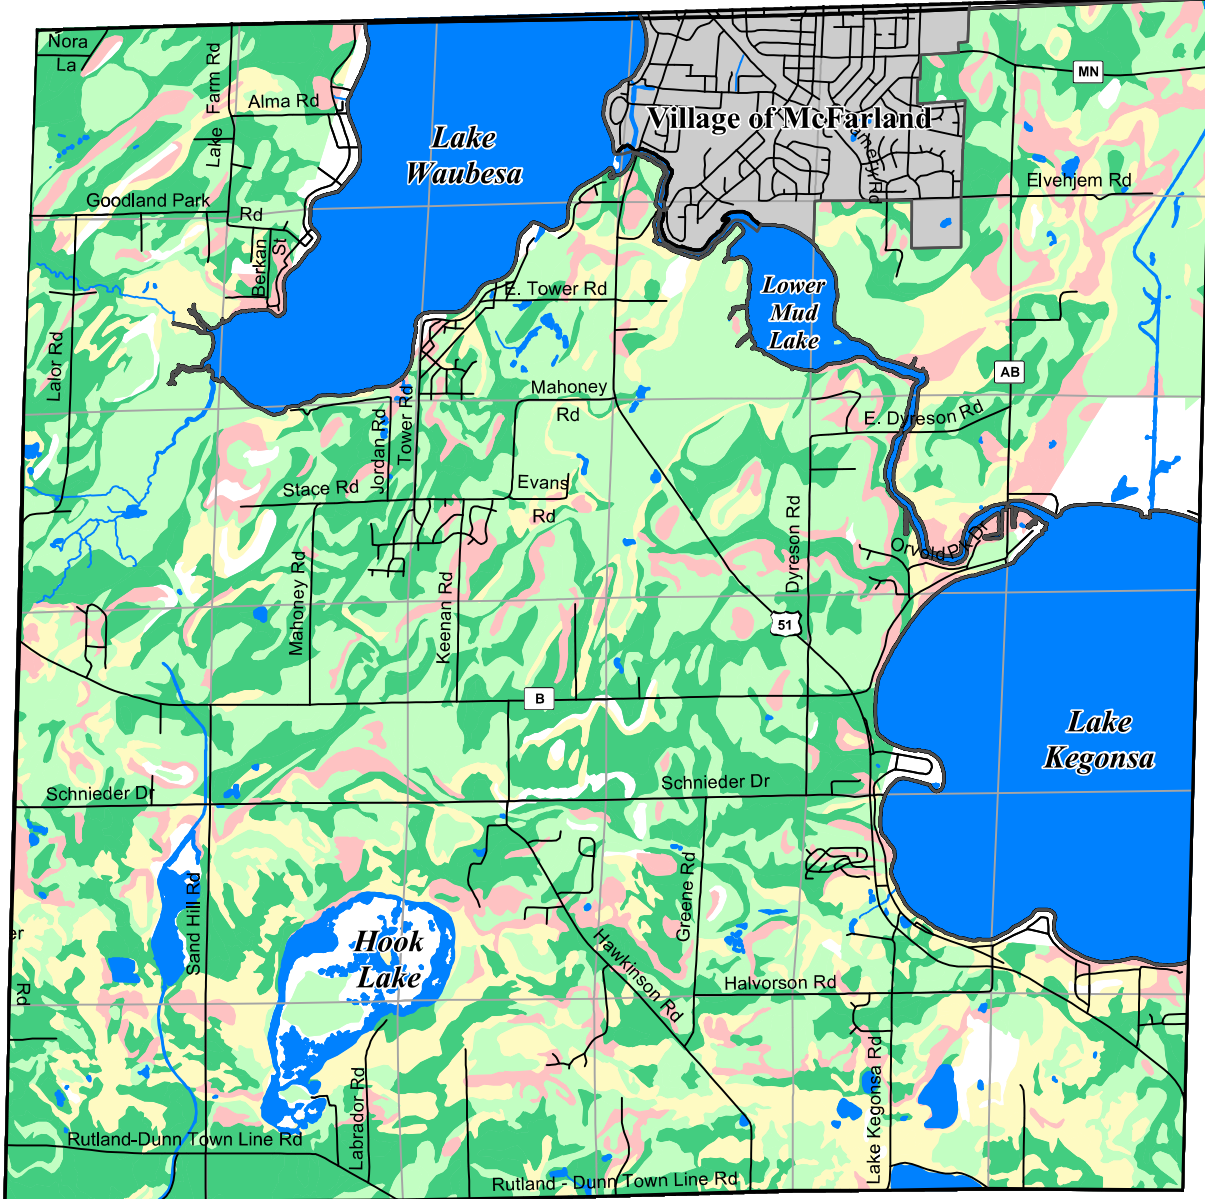 Nora
La
Lake Farm Rd
Alma Rd
MN
Village of McFarland
Lake
Waubesa
Elvehjem Rd
Goodland Park
Rd
Berkan
St
E. Tower Rd
Lower
Mud
Lake
Lalor Rd
AB
Mahoney
Rd
Jordan Rd
Tower Rd
E. Dyreson Rd
Stace Rd
Evans
Rd
Dyreson Rd
Orvold Pk Dr
Mahoney Rd
Keenan Rd
51
B
Lake
Kegonsa
Schnieder Dr
Schnieder Dr
Greene Rd
Sand Hill Rd
er
Rd
Hook
Lake
Hawkinson Rd
Halvorson Rd
Lake Kegonsa Rd
Labrador Rd
Rutland-Dunn Town Line Rd
Rutland - Dunn Town Line Rd